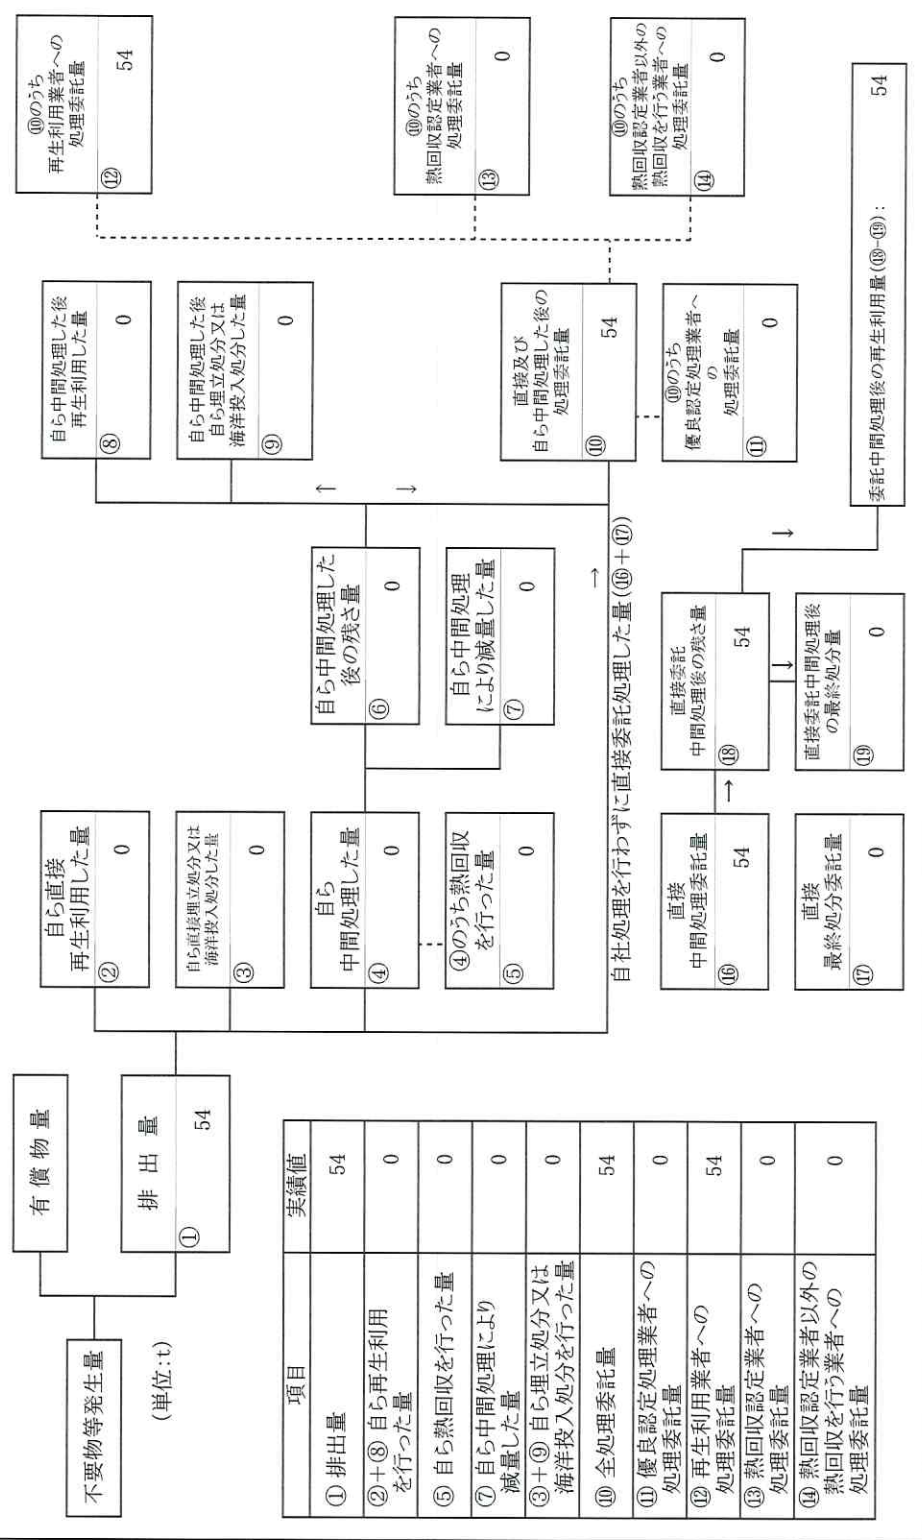 不要物等発生量
(単位:t)
有償物量
排出量
①
54
自ら直接
再生利用した量
②
0
自ら直接埋立処分又は
海洋投入処分した量
③
0
自ら
中間処理した量
④
0
④のうち熱回収
を行った量
⑤
0
自ら中間処理した
後の残さ量
⑥
0
自ら中間処理
により減量した量
⑦
0
自ら中間処理した後
再生利用した量
⑧
0
自ら中間処理した後
自ら埋立処分又は
海洋投入処分した量
⑨
0
↑
↓
→
自社処理を行わずに直接委託処理した量(⑯+⑰)
直接及び
自ら中間処理した後の
処理委託量
⑩
54
⑩のうち
優良認定処理業者へ
の
処理委託量
⑪
0
⑩のうち
再生利用業者への
処理委託量
⑫
54
⑩のうち
熱回収認定業者への
処理委託量
⑬
0
⑩のうち
熱回収認定業者以外の
熱回収を行う業者への
処理委託量
⑭
0
直接
中間処理委託量
⑯
54
→
直接
最終処分委託量
⑰
0
直接委託
中間処理後の残さ量
⑱
54
↓
直接委託中間処理後
の最終処分量
⑲
0
↓
委託中間処理後の再生利用量(⑱-⑲): 54
項目 実績値
① 排出量 54
②+⑧ 自ら再生利用
を行った量 0
⑤ 自ら熱回収を行った量 0
⑦ 自ら中間処理により
減量した量 0
③+⑨ 自ら埋立処分又は
海洋投入処分を行った量 0
⑩ 全処理委託量 54
⑪ 優良認定処理業者への
処理委託量 0
⑫ 再生利用業者への
処理委託量 54
⑬ 熱回収認定業者への
処理委託量 0
⑭ 熱回収認定業者以外の
熱回収を行う業者への
処理委託量 0